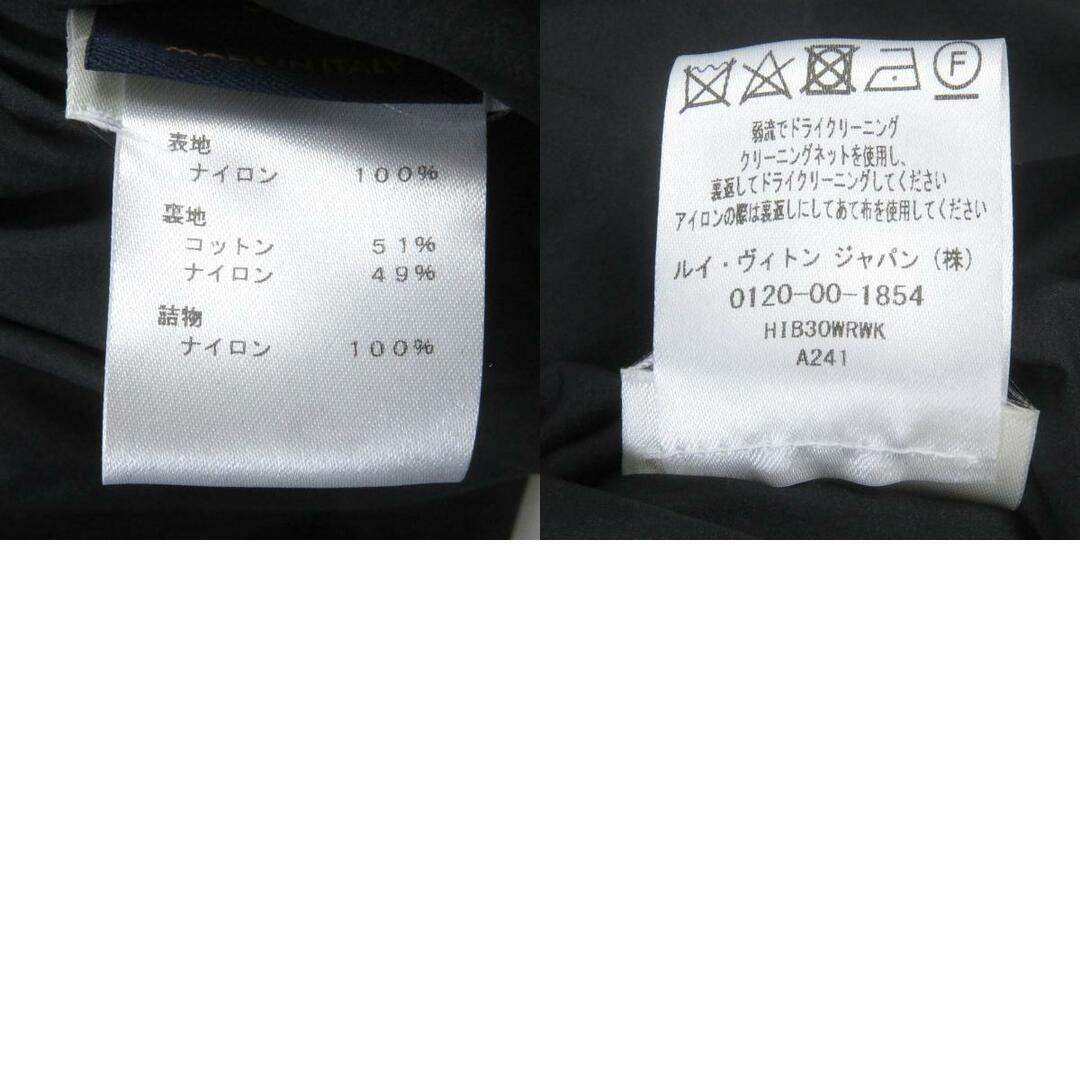 MADE IN ITALY
表地
ナイロン 100%
裏地
コットン 51%
ナイロン 49%
詰物
ナイロン 100%
F
弱流でドライクリーニング
クリーニングネットを使用し、
裏返してドライクリーニングしてください
アイロンの際は裏返しにしてあて布を使用してください
ルイ・ヴィトン ジャパン(株)
0120-00-1854
HIB30WRWK
A241